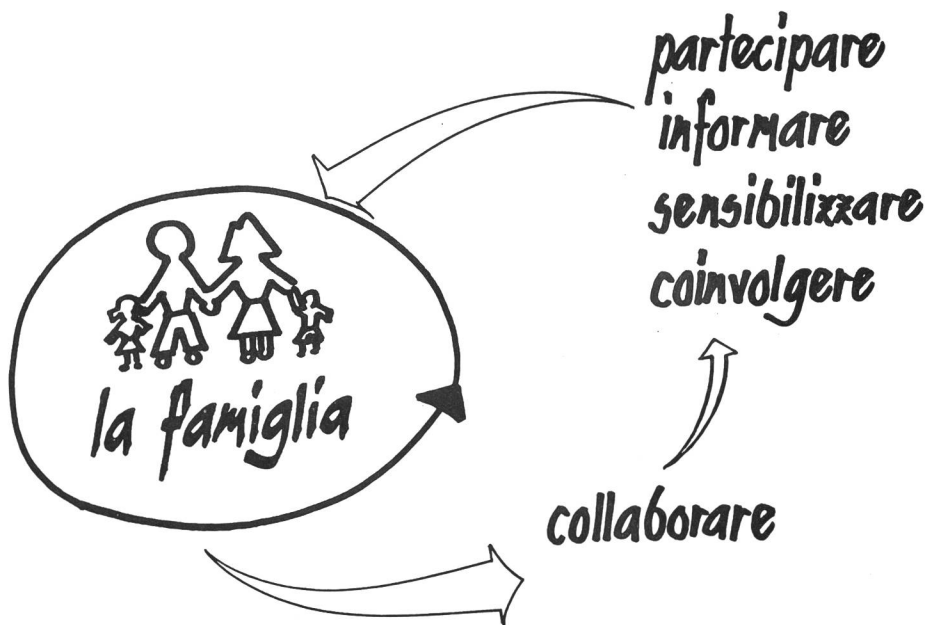 partecipare
informare
sensibilizzare
coinvolgere
la famiglia
collaborare